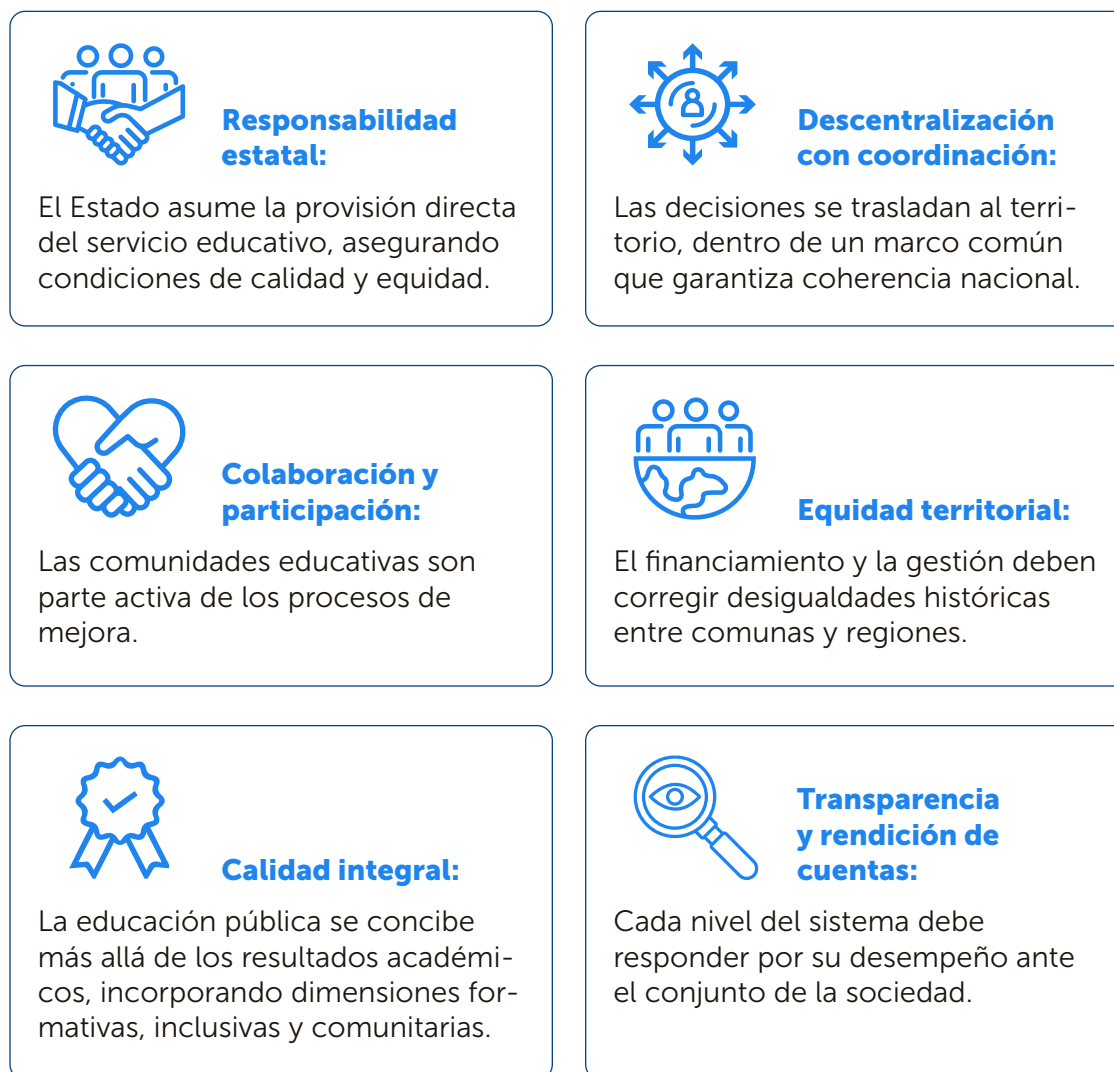 Responsabilidad
estatal:
El Estado asume la provisión directa
del servicio educativo, asegurando
condiciones de calidad y equidad.
Descentralización
con coordinación:
Las decisiones se trasladan al terri-
torio, dentro de un marco común
que garantiza coherencia nacional.
Colaboración y
participación:
Las comunidades educativas son
parte activa de los procesos de
mejora.
Equidad territorial:
El financiamiento y la gestión deben
corregir desigualdades históricas
entre comunas y regiones.
Calidad integral:
La educación pública se concibe
más allá de los resultados académi-
cos, incorporando dimensiones for-
mativas, inclusivas y comunitarias.
Transparencia
y rendición de
cuentas:
Cada nivel del sistema debe
responder por su desempeño ante
el conjunto de la sociedad.